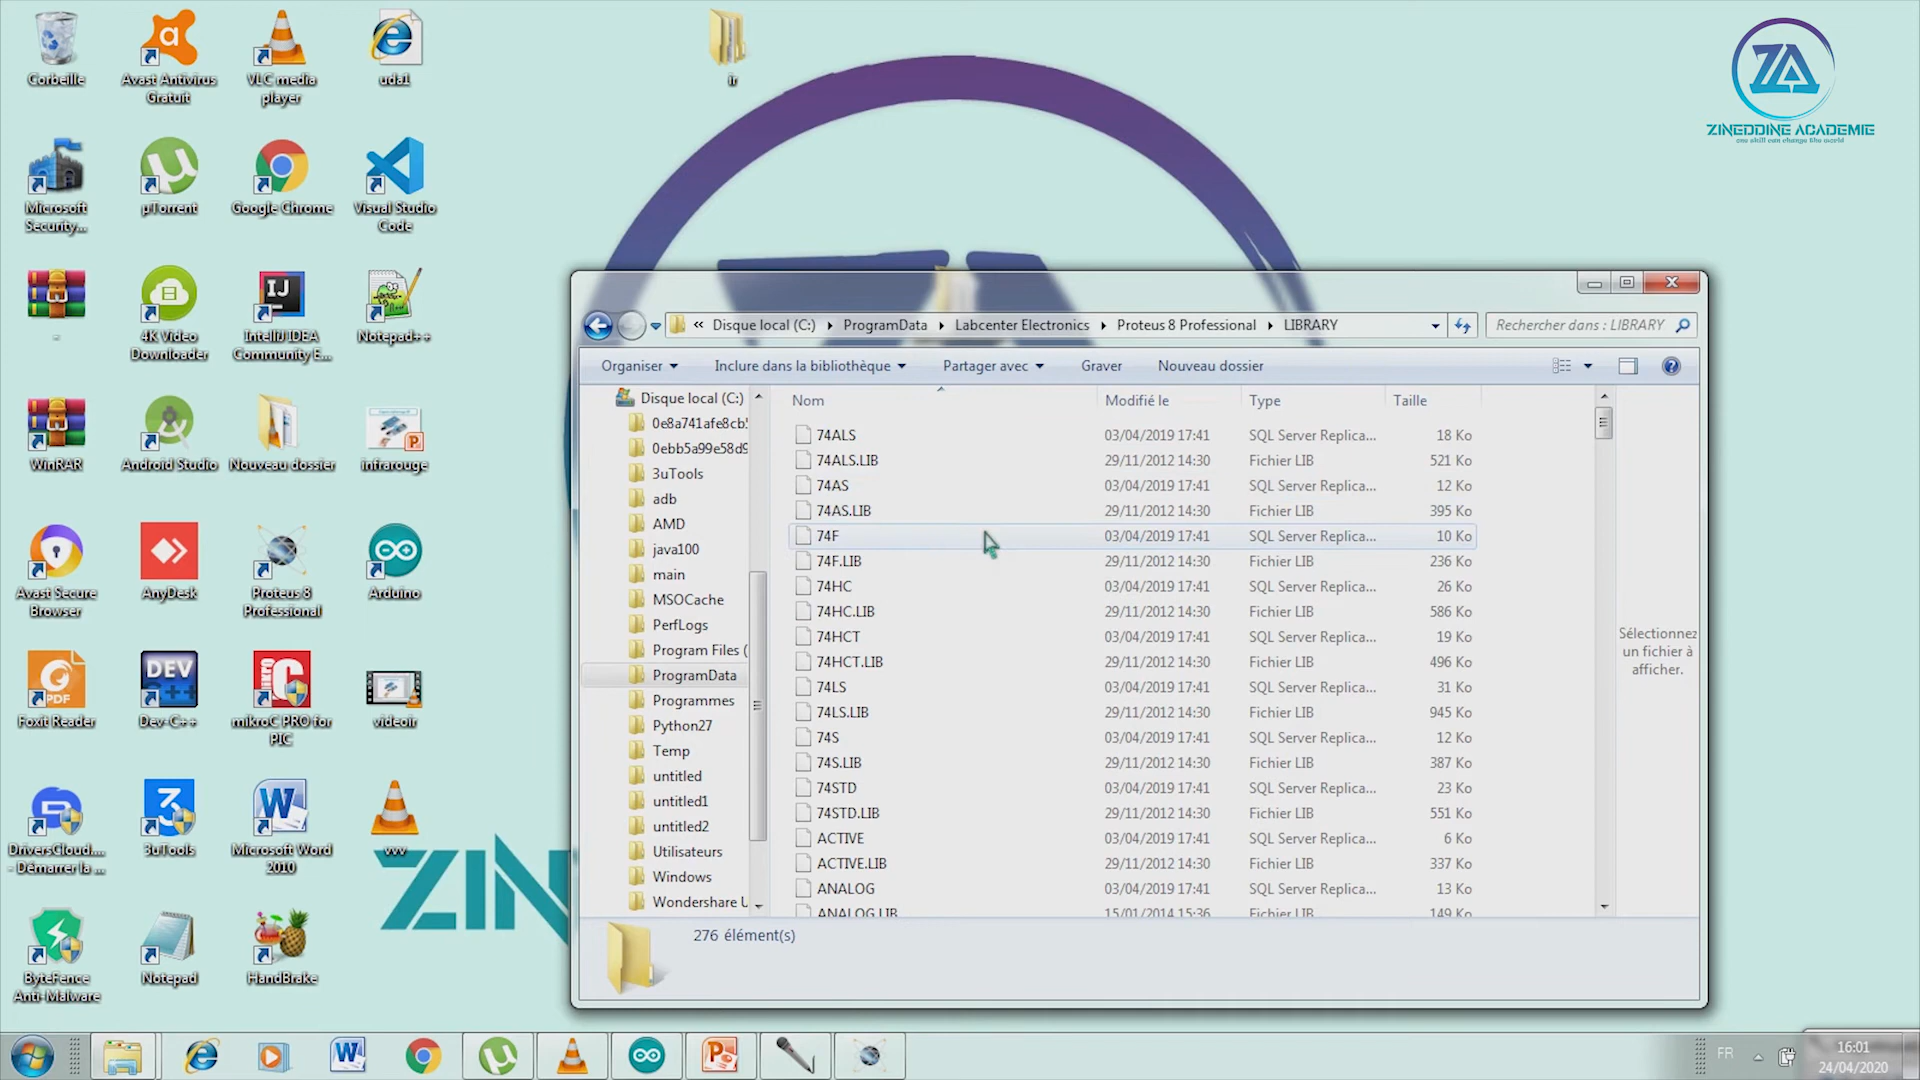 Corbeille
Avast Antivirus
Gratuit
VLC media
player
uda1
ir
ZA
ZINEDDINE ACADEMIE
one skill can change the world
Microsoft
Security...
µTorrent
Google Chrome
Visual Studio
Code
-
4K Video
Downloader
IJ
IntelliJ IDEA
Community E...
Notepad++
WinRAR
Android Studio
Nouveau dossier
infrarouge
Avast Secure
Browser
AnyDesk
Proteus 8
Professional
Arduino
PDF
Foxit Reader
DEV
C++
Dev-C++
mikroC PRO for
PIC
videoir
DriversCloud....
- Démarrer la ...
3uTools
Microsoft Word
2010
vvv
ZIN
ByteFence
Anti-Malware
Notepad
HandBrake
« Disque local (C:) ▸ ProgramData ▸ Labcenter Electronics ▸ Proteus 8 Professional ▸ LIBRARY
Rechercher dans : LIBRARY
Organiser
Inclure dans la bibliothèque
Partager avec
Graver
Nouveau dossier
Disque local (C:)
0e8a741afe8cb5
0ebb5a99e58d9
3uTools
adb
AMD
java100
main
MSOCache
PerfLogs
Program Files (
ProgramData
Programmes
Python27
Temp
untitled
untitled1
untitled2
Utilisateurs
Windows
Wondershare U
Nom Modifié le Type Taille
74ALS 03/04/2019 17:41 SQL Server Replica... 18 Ko
74ALS.LIB 29/11/2012 14:30 Fichier LIB 521 Ko
74AS 03/04/2019 17:41 SQL Server Replica... 12 Ko
74AS.LIB 29/11/2012 14:30 Fichier LIB 395 Ko
74F 03/04/2019 17:41 SQL Server Replica... 10 Ko
74F.LIB 29/11/2012 14:30 Fichier LIB 236 Ko
74HC 03/04/2019 17:41 SQL Server Replica... 26 Ko
74HC.LIB 29/11/2012 14:30 Fichier LIB 586 Ko
74HCT 03/04/2019 17:41 SQL Server Replica... 19 Ko
74HCT.LIB 29/11/2012 14:30 Fichier LIB 496 Ko
74LS 03/04/2019 17:41 SQL Server Replica... 31 Ko
74LS.LIB 29/11/2012 14:30 Fichier LIB 945 Ko
74S 03/04/2019 17:41 SQL Server Replica... 12 Ko
74S.LIB 29/11/2012 14:30 Fichier LIB 387 Ko
74STD 03/04/2019 17:41 SQL Server Replica... 23 Ko
74STD.LIB 29/11/2012 14:30 Fichier LIB 551 Ko
ACTIVE 03/04/2019 17:41 SQL Server Replica... 6 Ko
ACTIVE.LIB 29/11/2012 14:30 Fichier LIB 337 Ko
ANALOG 03/04/2019 17:41 SQL Server Replica... 13 Ko
ANALOG.LIB 15/01/2014 15:36 Fichier LIB 149 Ko
Sélectionnez
un fichier à
afficher.
276 élément(s)
FR
16:01
24/04/2020